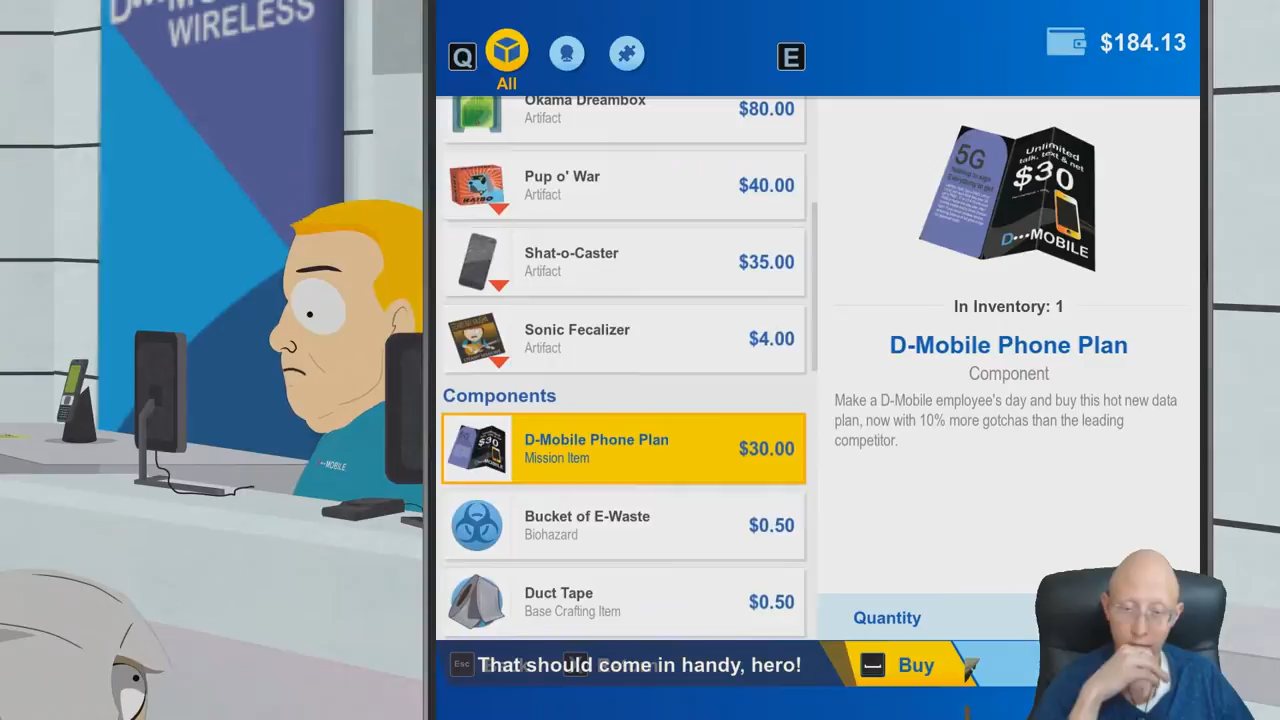 WIRELESS
Q
All
E
$184.13
Okama Dreambox
Artifact
$80.00
Pup o' War
Artifact
$40.00
Shat-o-Caster
Artifact
$35.00
Sonic Fecalizer
Artifact
$4.00
Components
D-Mobile Phone Plan
Mission Item
$30.00
Bucket of E-Waste
Biohazard
$0.50
Duct Tape
Base Crafting Item
$0.50
5G
Unlimited
talk, text & net
$30
D···MOBILE
In Inventory: 1
D-Mobile Phone Plan
Component
Make a D-Mobile employee's day and buy this hot new data
plan, now with 10% more gotchas than the leading
competitor.
Quantity
Esc
That should come in handy, hero!
Buy
D···MOBILE